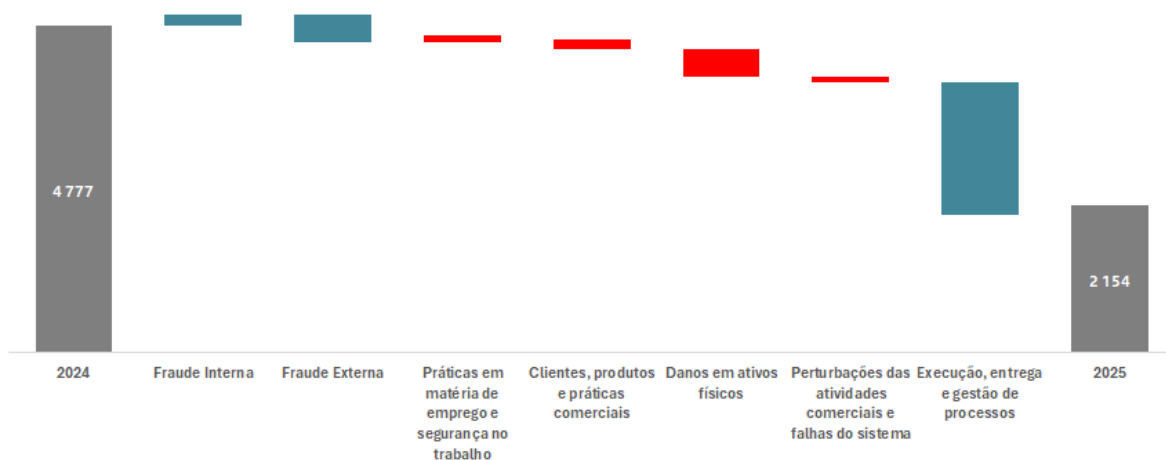 4 777
2 154
2024
Fraude Interna
Fraude Externa
Práticas em
matéria de
emprego e
segurança no
trabalho
Clientes, produtos
e práticas
comerciais
Danos em ativos
físicos
Perturbações das
atividades
comerciais e
falhas do sistema
Execução, entrega
e gestão de
processos
2025